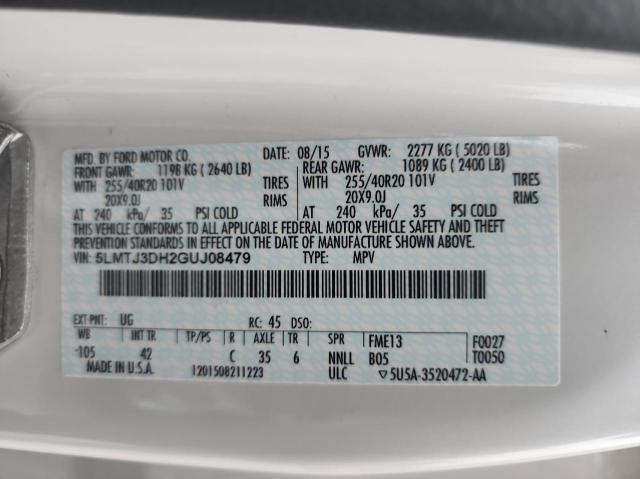 MFD. BY FORD MOTOR CO. DATE: 08/15 GVWR: 2277 KG ( 5020 LB)
FRONT GAWR: 1198 KG ( 2640 LB) REAR GAWR: 1089 KG ( 2400 LB)
WITH 255/40R20 101V TIRES WITH 255/40R20 101V TIRES
20X9.0J RIMS 20X9.0J RIMS
AT 240 kPa/ 35 PSI COLD AT 240 kPa/ 35 PSI COLD
THIS VEHICLE CONFORMS TO ALL APPLICABLE FEDERAL MOTOR VEHICLE SAFETY AND THEFT
PREVENTION STANDARDS IN EFFECT ON THE DATE OF MANUFACTURE SHOWN ABOVE.
VIN: 5LMTJ3DH2GUJ08479 TYPE: MPV
EXT PNT: UG RC: 45 DSO:
WB INT TR TP/PS R AXLE TR SPR FME13 F0027
105 42 C 35 6 NNLL B05 T0050
MADE IN U.S.A. 1201508211223 ULC ▽5U5A-3520472-AA